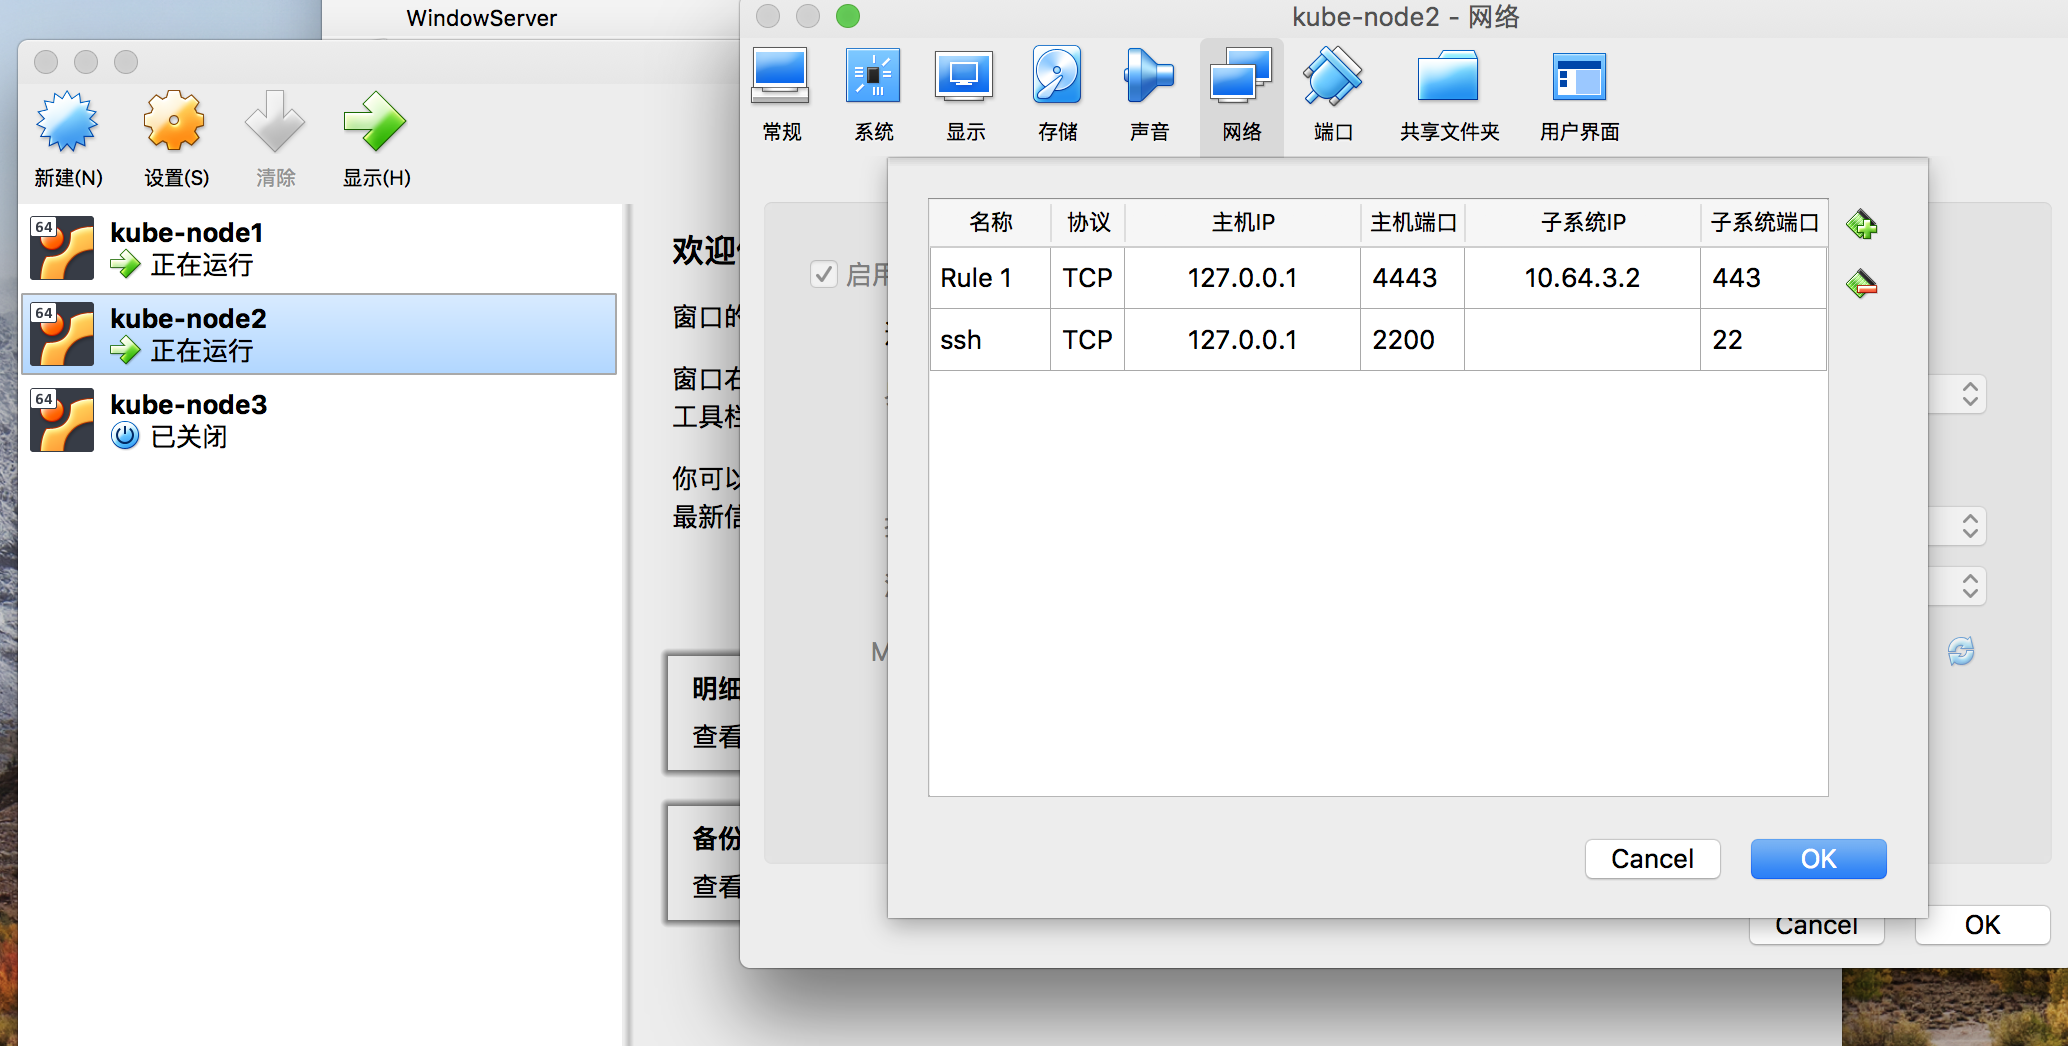 WindowServer
kube-node2 - 网络
常规 系统 显示 存储 声音 网络 端口 共享文件夹 用户界面
新建(N) 设置(S) 清除 显示(H)
64
kube-node1
正在运行
64
kube-node2
正在运行
64
kube-node3
已关闭
欢迎
窗口的
窗口右
工具栏
你可以
最新信
明细
查看
备份
查看
启用
M
名称 协议 主机IP 主机端口 子系统IP 子系统端口
Rule 1 TCP 127.0.0.1 4443 10.64.3.2 443
ssh TCP 127.0.0.1 2200 22
Cancel OK
Cancel OK